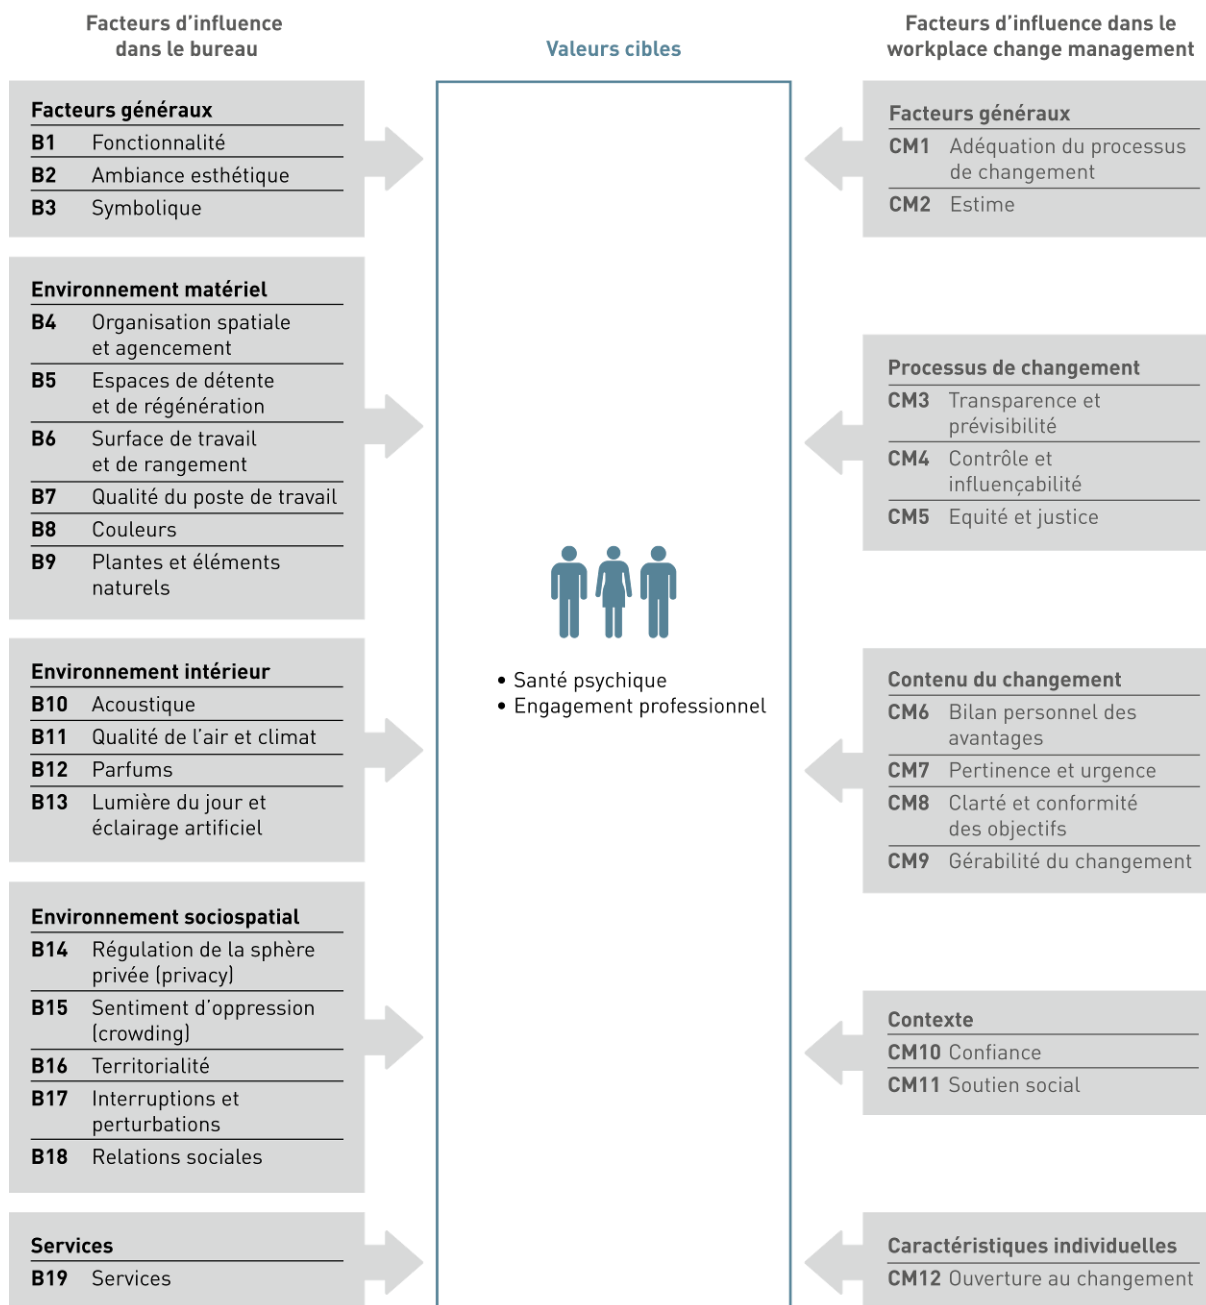 Facteurs d’influence
dans le bureau
Facteurs généraux
B1 Fonctionnalité
B2 Ambiance esthétique
B3 Symbolique
Environnement matériel
B4 Organisation spatiale
et agencement
B5 Espaces de détente
et de régénération
B6 Surface de travail
et de rangement
B7 Qualité du poste de travail
B8 Couleurs
B9 Plantes et éléments
naturels
Environnement intérieur
B10 Acoustique
B11 Qualité de l’air et climat
B12 Parfums
B13 Lumière du jour et
éclairage artificiel
Environnement sociospatial
B14 Régulation de la sphère
privée (privacy)
B15 Sentiment d’oppression
(crowding)
B16 Territorialité
B17 Interruptions et
perturbations
B18 Relations sociales
Services
B19 Services
Valeurs cibles
• Santé psychique
• Engagement professionnel
Facteurs d’influence dans le
workplace change management
Facteurs généraux
CM1 Adéquation du processus
de changement
CM2 Estime
Processus de changement
CM3 Transparence et
prévisibilité
CM4 Contrôle et
influençabilité
CM5 Equité et justice
Contenu du changement
CM6 Bilan personnel des
avantages
CM7 Pertinence et urgence
CM8 Clarté et conformité
des objectifs
CM9 Gérabilité du changement
Contexte
CM10 Confiance
CM11 Soutien social
Caractéristiques individuelles
CM12 Ouverture au changement